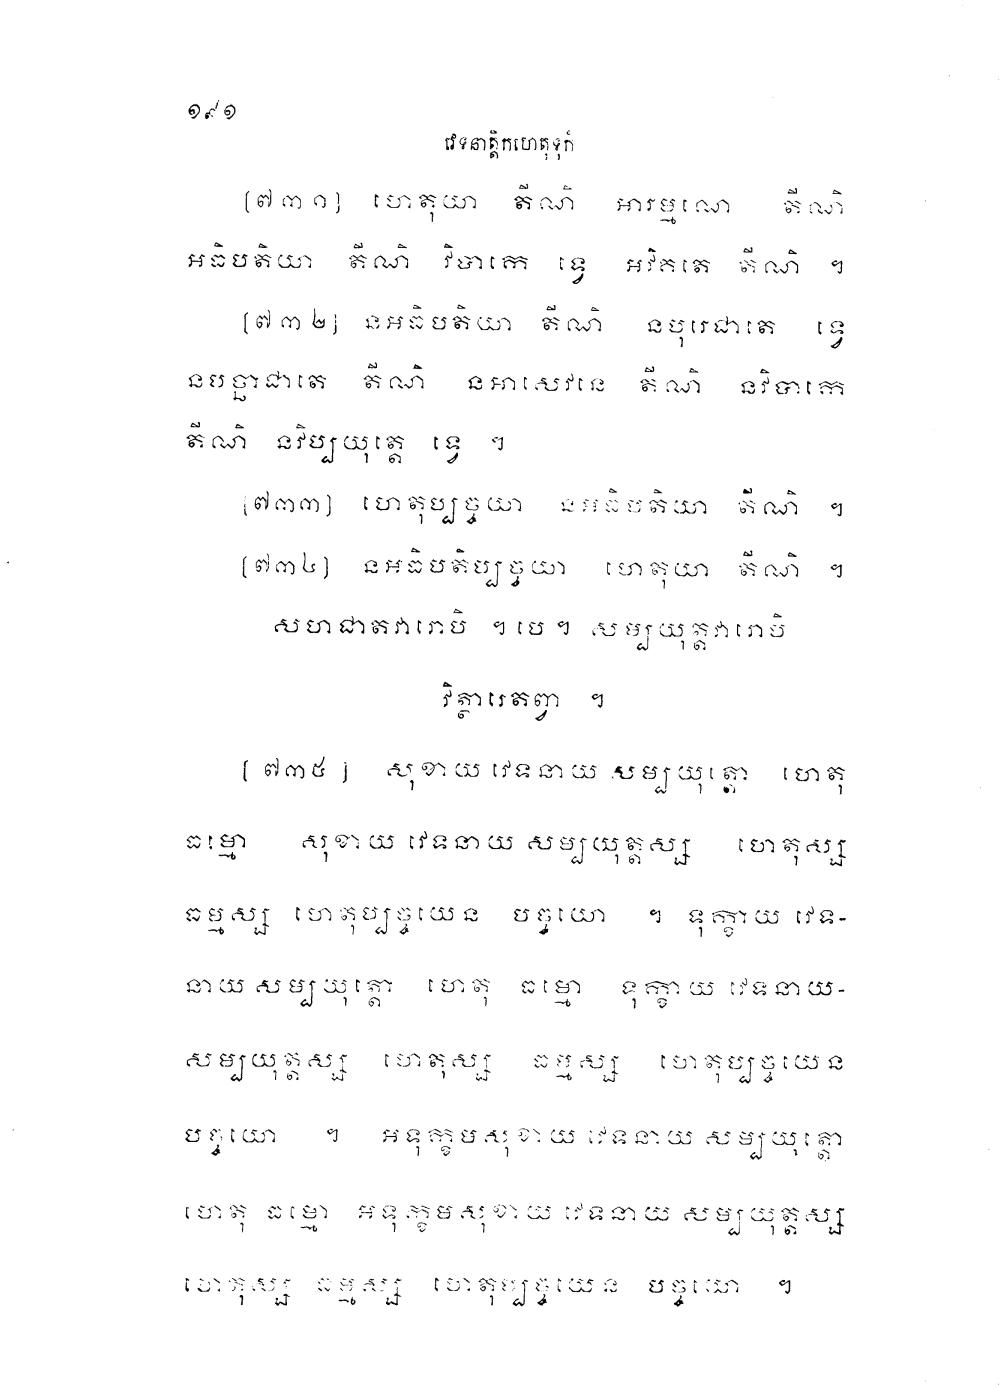 ១៩១
វេទនាត្តិកហេតុទុកំ
[៧៣១] ហេតុយា តីណិ អារម្មណេ តីណិ
អធិបតិយា តីណិ វិបាកេ ទ្វេ អវិគតេ តីណិ ។
[៧៣២] នអធិបតិយា តីណិ នបុរេជាតេ ទ្វេ
នបច្ឆាជាតេ តីណិ នអាសេវនេ តីណិ នវិបាកេ
តីណិ នវិប្បយុត្តេ ទ្វេ ។
[៧៣៣] ហេតុប្បច្ចយា នអធិបតិយា តីណិ ។
[៧៣៤] នអធិបតិប្បច្ចយា ហេតុយា តីណិ ។
សហជាតវារោបិ ។ បេ ។ សម្បយុត្តវារោបិ
វិត្ថារេតព្វា ។
[៧៣៥] សុខាយ វេទនាយ សម្បយុត្តោ ហេតុ
ធម្មោ សុខាយ វេទនាយ សម្បយុត្តស្ស ហេតុស្ស
ធម្មស្ស ហេតុប្បច្ចយេន បច្ចយោ ។ ទុក្ខាយ វេទ-
នាយ សម្បយុត្តោ ហេតុ ធម្មោ ទុក្ខាយ វេទនាយ-
សម្បយុត្តស្ស ហេតុស្ស ធម្មស្ស ហេតុប្បច្ចយេន
បច្ចយោ ។ អទុក្ខមសុខាយ វេទនាយ សម្បយុត្តោ
ហេតុ ធម្មោ អទុក្ខមសុខាយ វេទនាយ សម្បយុត្តស្ស
ហេតុស្ស ធម្មស្ស ហេតុប្បច្ចយេន បច្ចយោ ។